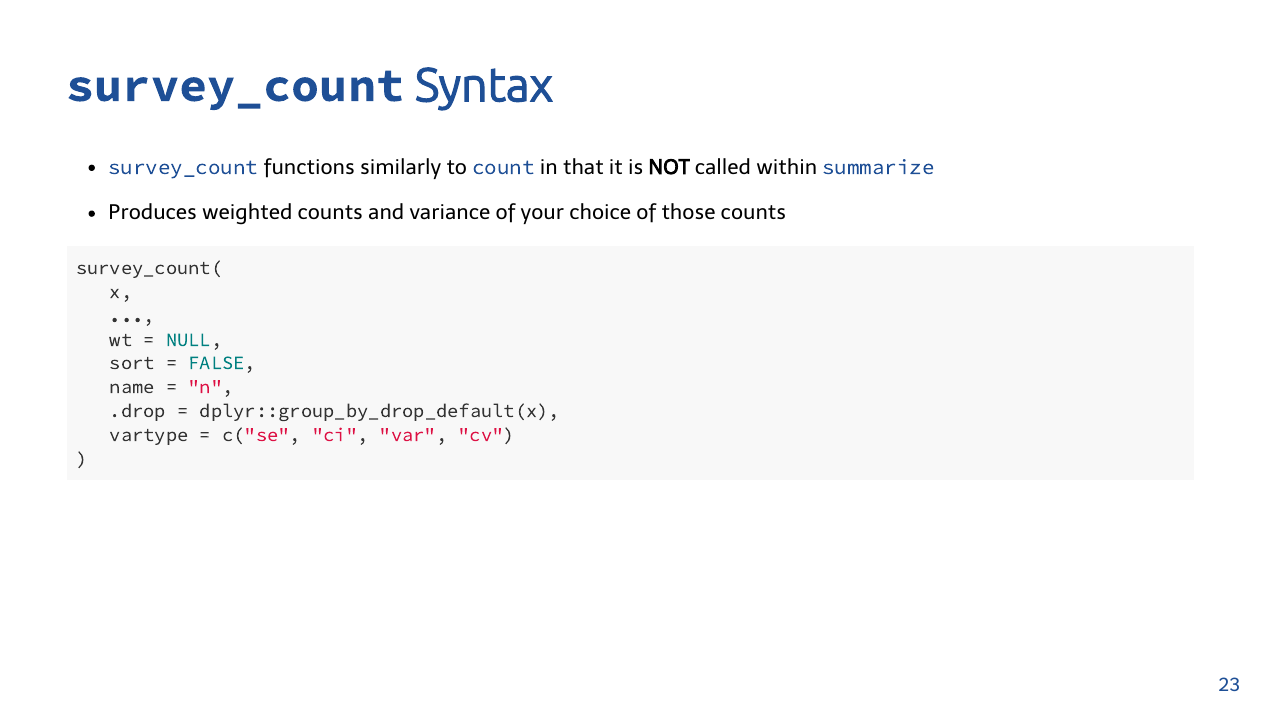 survey_count Syntax
• survey_count functions similarly to count in that it is NOT called within summarize
• Produces weighted counts and variance of your choice of those counts
survey_count(
   x,
   ...,
   wt = NULL,
   sort = FALSE,
   name = "n",
   .drop = dplyr::group_by_drop_default(x),
   vartype = c("se", "ci", "var", "cv")
)
23